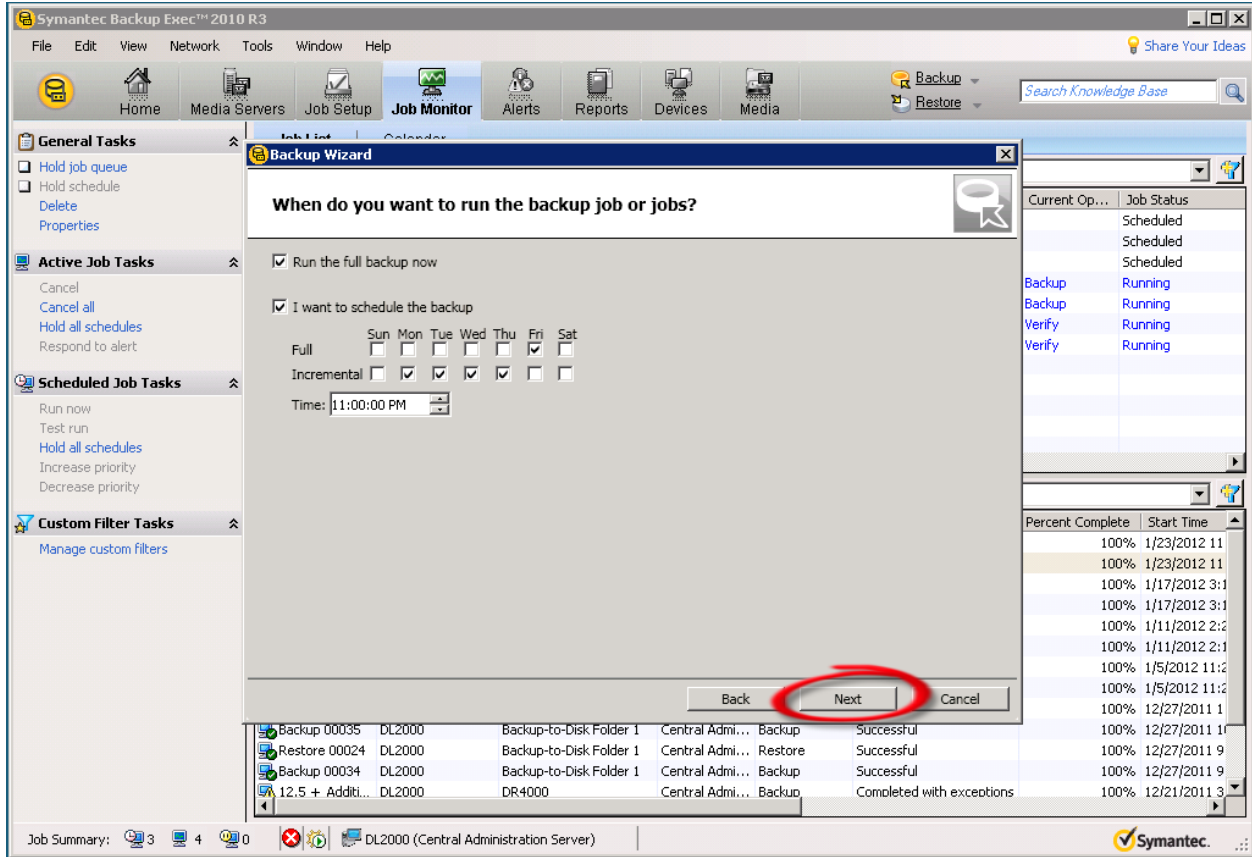 Symantec Backup Exec™ 2010 R3
File Edit View Network Tools Window Help Share Your Ideas
Home Media Servers Job Setup Job Monitor Alerts Reports Devices Media
Backup
Restore
Search Knowledge Base
General Tasks
Hold job queue
Hold schedule
Delete
Properties
Active Job Tasks
Cancel
Cancel all
Hold all schedules
Respond to alert
Scheduled Job Tasks
Run now
Test run
Hold all schedules
Increase priority
Decrease priority
Custom Filter Tasks
Manage custom filters
Job List Calendar
Backup Wizard
When do you want to run the backup job or jobs?
Run the full backup now
I want to schedule the backup
Sun Mon Tue Wed Thu Fri Sat
Full
Incremental
Time: 11:00:00 PM
Back Next Cancel
Current Op... Job Status
Scheduled
Scheduled
Scheduled
Backup Running
Backup Running
Verify Running
Verify Running
Percent Complete Start Time
100% 1/23/2012 11
100% 1/23/2012 11
100% 1/17/2012 3:1
100% 1/17/2012 3:1
100% 1/11/2012 2:2
100% 1/11/2012 2:1
100% 1/5/2012 11:2
100% 1/5/2012 11:2
100% 12/27/2011 1
Backup 00035 DL2000 Backup-to-Disk Folder 1 Central Admi... Backup Successful 100% 12/27/2011 1
Restore 00024 DL2000 Backup-to-Disk Folder 1 Central Admi... Restore Successful 100% 12/27/2011 9
Backup 00034 DL2000 Backup-to-Disk Folder 1 Central Admi... Backup Successful 100% 12/27/2011 9
12.5 + Additi... DL2000 DR4000 Central Admi... Backup Completed with exceptions 100% 12/21/2011 3
Job Summary: 3 4 0 DL2000 (Central Administration Server) Symantec.